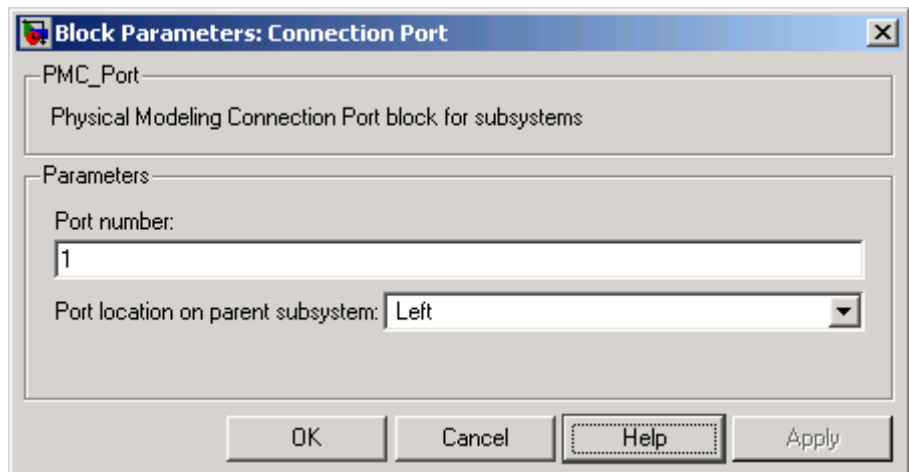 Block Parameters: Connection Port
PMC_Port
Physical Modeling Connection Port block for subsystems
Parameters
Port number:
1
Port location on parent subsystem: Left
OK Cancel Help Apply